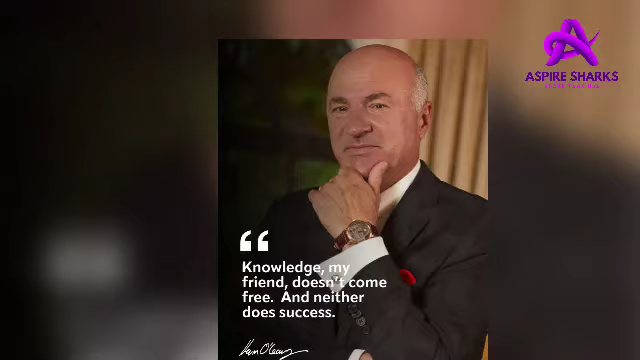 ASPIRE SHARKS
“
Knowledge, my
friend, doesn't come
free. And neither
does success.